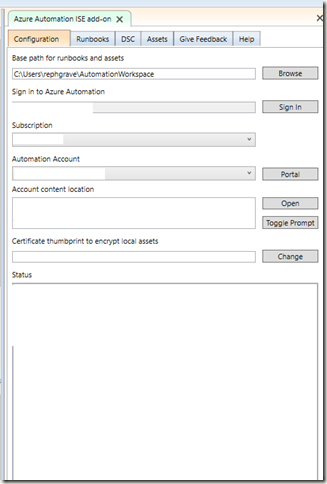 Azure Automation ISE add-on
Configuration Runbooks DSC Assets Give Feedback Help
Base path for runbooks and assets
C:\Users\rephgrave\AutomationWorkspace Browse
Sign in to Azure Automation
Sign In
Subscription
Automation Account
Portal
Account content location
Open
Toggle Prompt
Certificate thumbprint to encrypt local assets
Change
Status